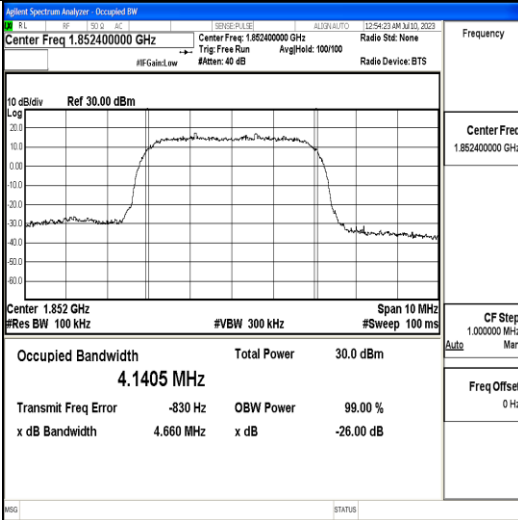 Agilent Spectrum Analyzer - Occupied BW
RL RF 50 Ω AC SENSE:PULSE ALIGN AUTO 12:54:23 AM Jul 10, 2023
Center Freq 1.852400000 GHz
Center Freq: 1.852400000 GHz Radio Std: None
Trig: Free Run Avg|Hold: 100/100
#IFGain:Low #Atten: 40 dB Radio Device: BTS
10 dB/div Ref 30.00 dBm
Log
20.0
10.0
0.00
-10.0
-20.0
-30.0
-40.0
-50.0
-60.0
Center 1.852 GHz Span 10 MHz
#Res BW 100 kHz #VBW 300 kHz #Sweep 100 ms
Occupied Bandwidth Total Power 30.0 dBm
4.1405 MHz
Transmit Freq Error -830 Hz OBW Power 99.00 %
x dB Bandwidth 4.660 MHz x dB -26.00 dB
MSG STATUS
Frequency
Center Freq
1.852400000 GHz
CF Step
1.000000 MHz
Auto Man
Freq Offset
0 Hz